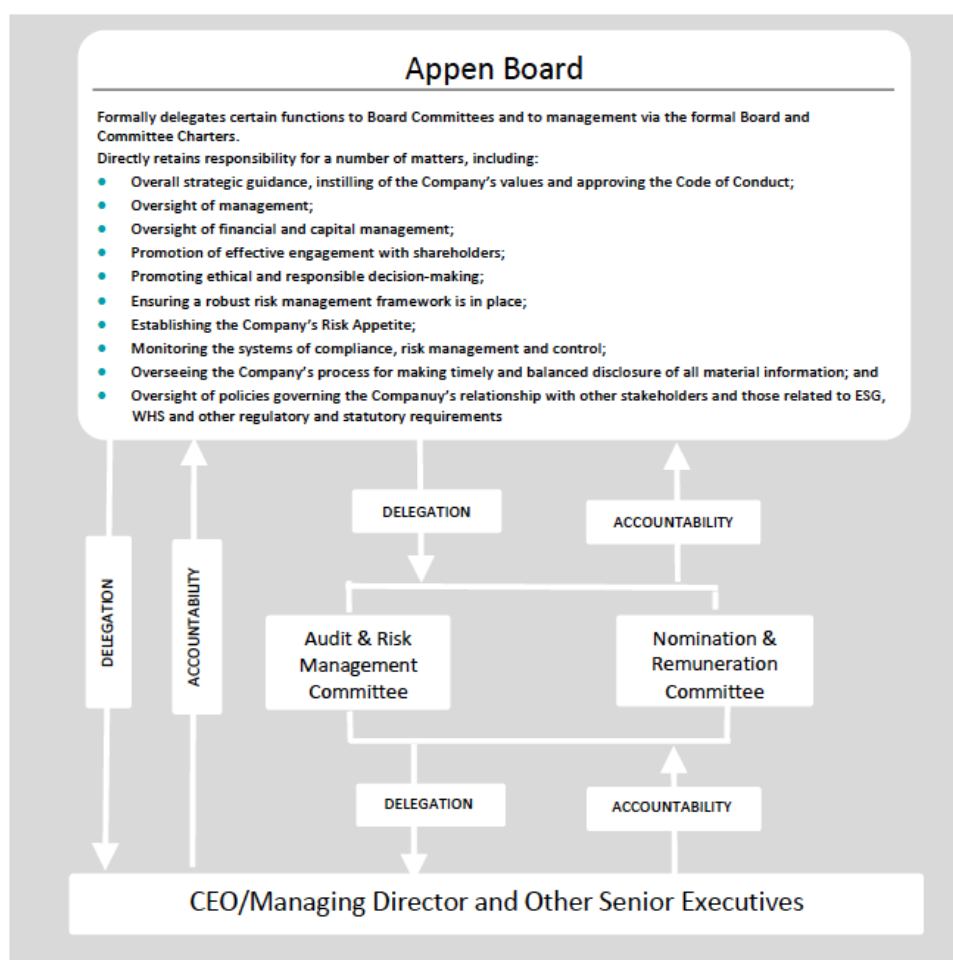 Appen Board
Formally delegates certain functions to Board Committees and to management via the formal Board and
Committee Charters.
Directly retains responsibility for a number of matters, including:
• Overall strategic guidance, instilling of the Company's values and approving the Code of Conduct;
• Oversight of management;
• Oversight of financial and capital management;
• Promotion of effective engagement with shareholders;
• Promoting ethical and responsible decision-making;
• Ensuring a robust risk management framework is in place;
• Establishing the Company's Risk Appetite;
• Monitoring the systems of compliance, risk management and control;
• Overseeing the Company's process for making timely and balanced disclosure of all material information; and
• Oversight of policies governing the Companuy's relationship with other stakeholders and those related to ESG,
WHS and other regulatory and statutory requirements
DELEGATION
ACCOUNTABILITY
DELEGATION
ACCOUNTABILITY
Audit & Risk
Management
Committee
Nomination &
Remuneration
Committee
DELEGATION
ACCOUNTABILITY
CEO/Managing Director and Other Senior Executives